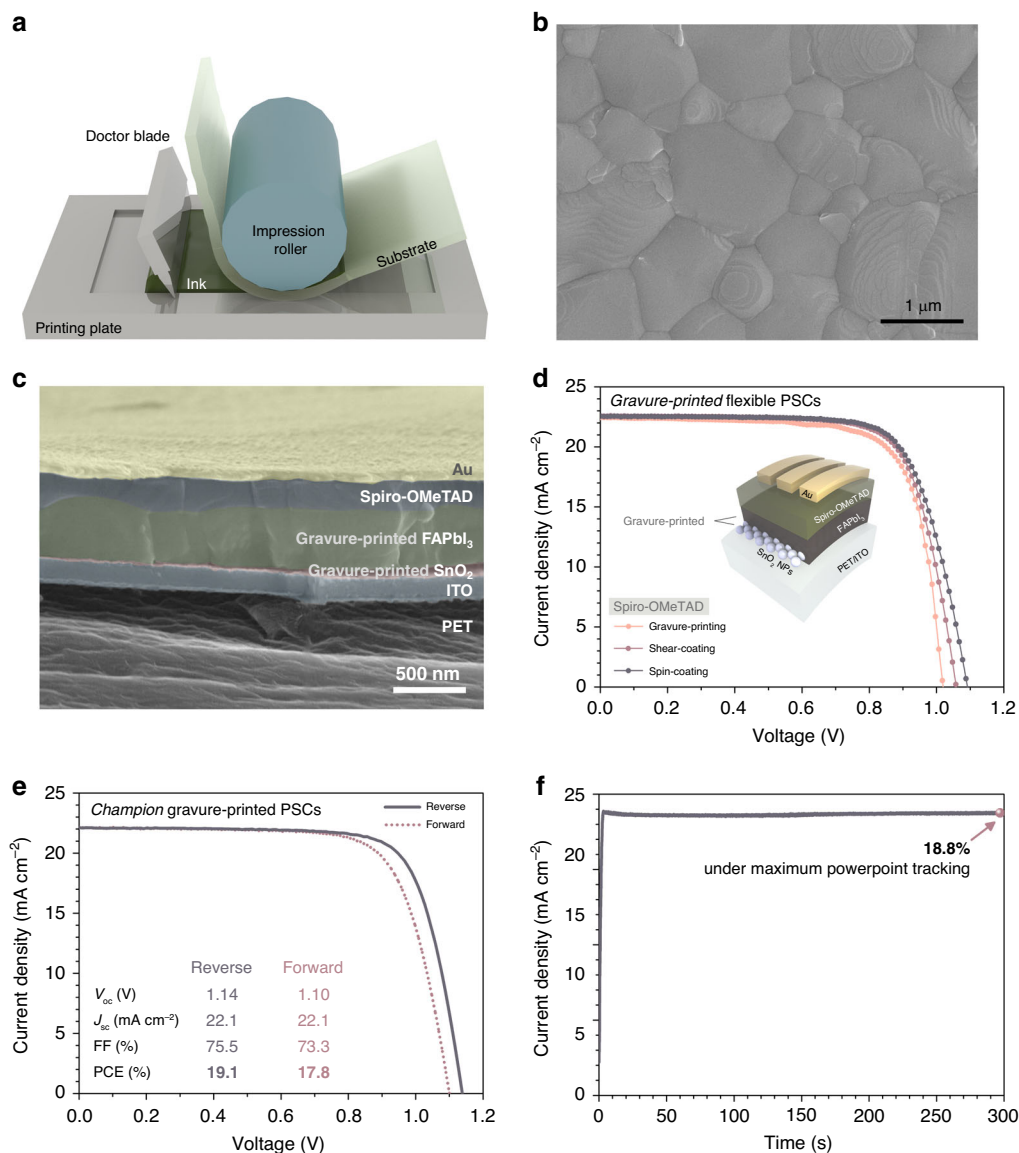 a
Doctor blade
Impression
roller
Substrate
Ink
Printing plate
b
1 μm
c
Au
Spiro-OMeTAD
Gravure-printed FAPbI₃
Gravure-printed SnO₂
ITO
PET
500 nm
d
Gravure-printed flexible PSCs
Current density (mA cm⁻²)
25
20
15
10
5
0
0.0 0.2 0.4 0.6 0.8 1.0 1.2
Voltage (V)
Au
Spiro-OMeTAD
FAPbI₃
SnO₂ NPs
PET/ITO
Gravure-printed
Spiro-OMeTAD
Gravure-printing
Shear-coating
Spin-coating
e
Champion gravure-printed PSCs
Reverse
Forward
Current density (mA cm⁻²)
25
20
15
10
5
0
Reverse Forward
Voc (V) 1.14 1.10
Jsc (mA cm⁻²) 22.1 22.1
FF (%) 75.5 73.3
PCE (%) 19.1 17.8
0.0 0.2 0.4 0.6 0.8 1.0 1.2
Voltage (V)
f
Current density (mA cm⁻²)
25
20
15
10
5
0
18.8%
under maximum powerpoint tracking
0 50 100 150 200 250 300
Time (s)